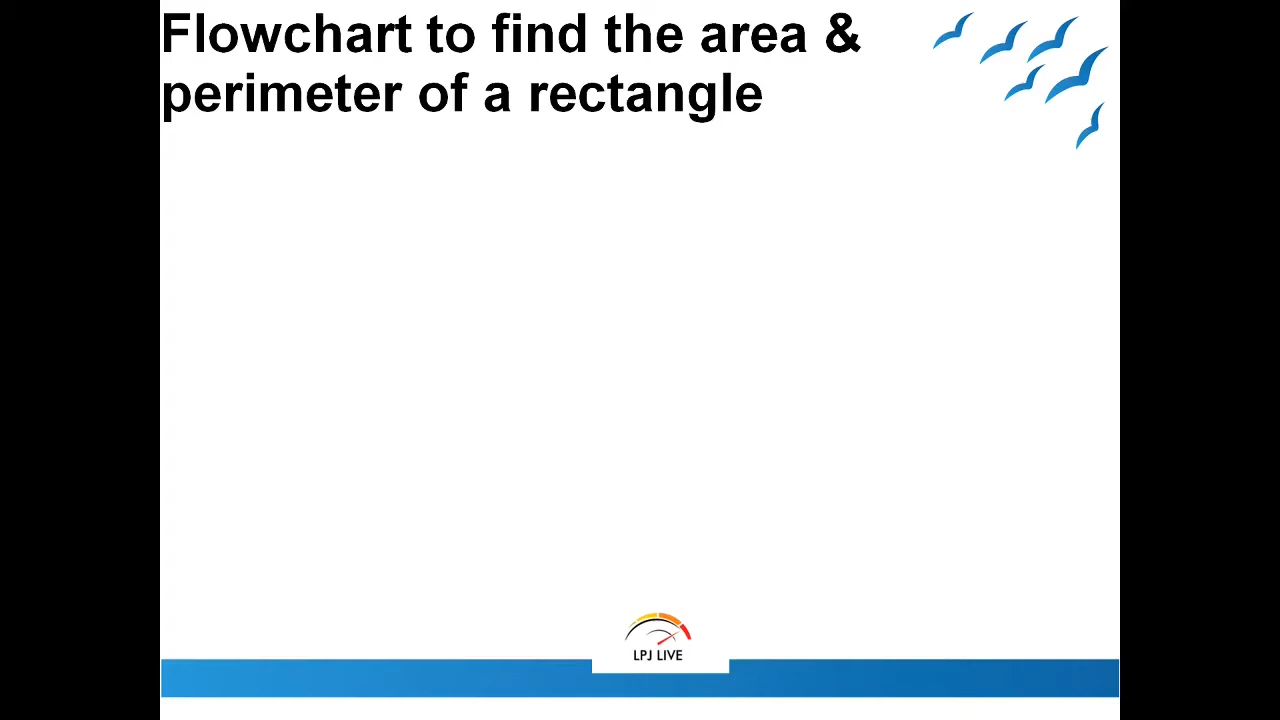 Flowchart to find the area &
perimeter of a rectangle
LPJ LIVE